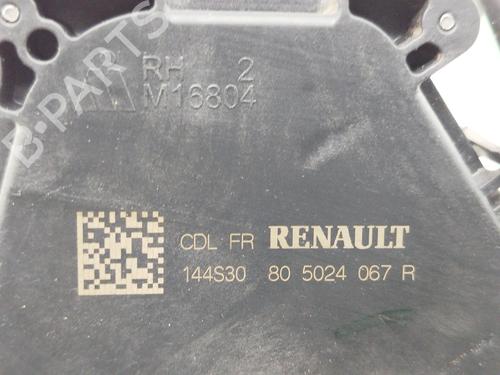 RH 2
M16804
B-PARTS
CDL FR RENAULT
144S30 80 5024 067 R